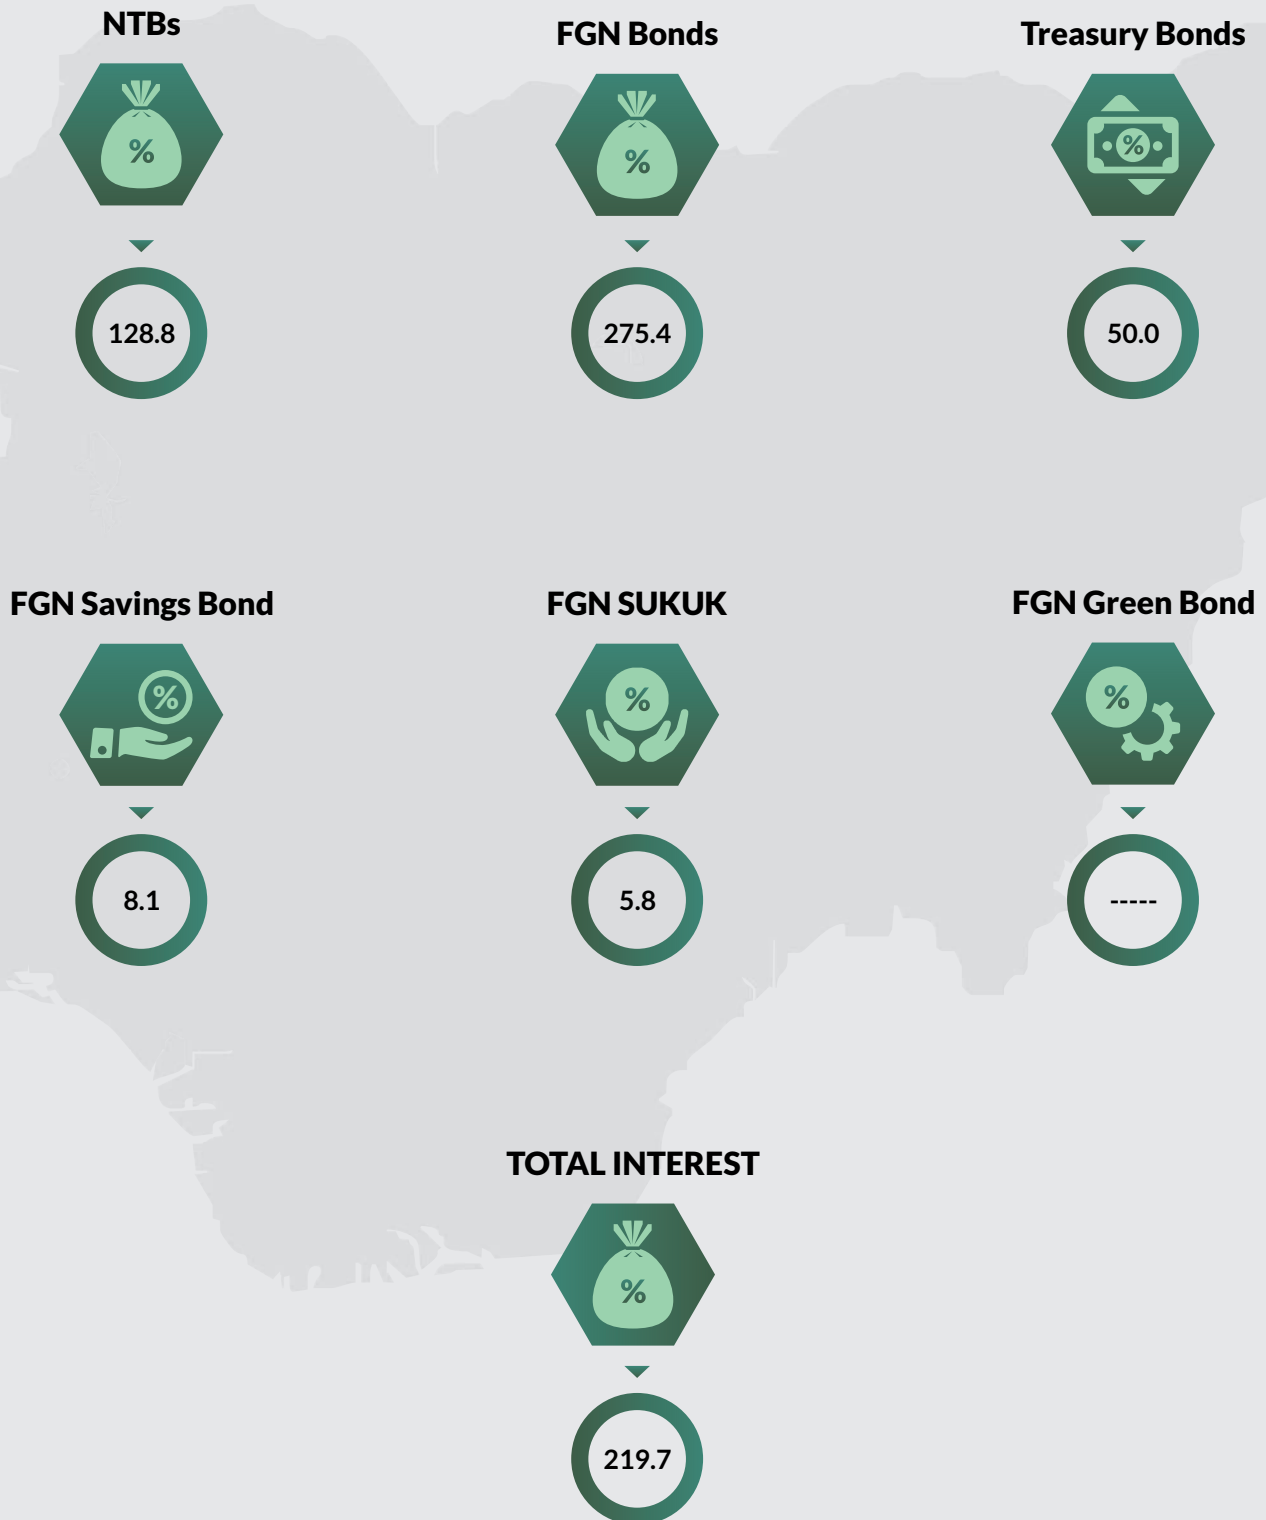 NTBs
FGN Bonds
Treasury Bonds
%
%
%
128.8
275.4
50.0
FGN Savings Bond
FGN SUKUK
FGN Green Bond
%
%
%
8.1
5.8
-----
TOTAL INTEREST
%
219.7